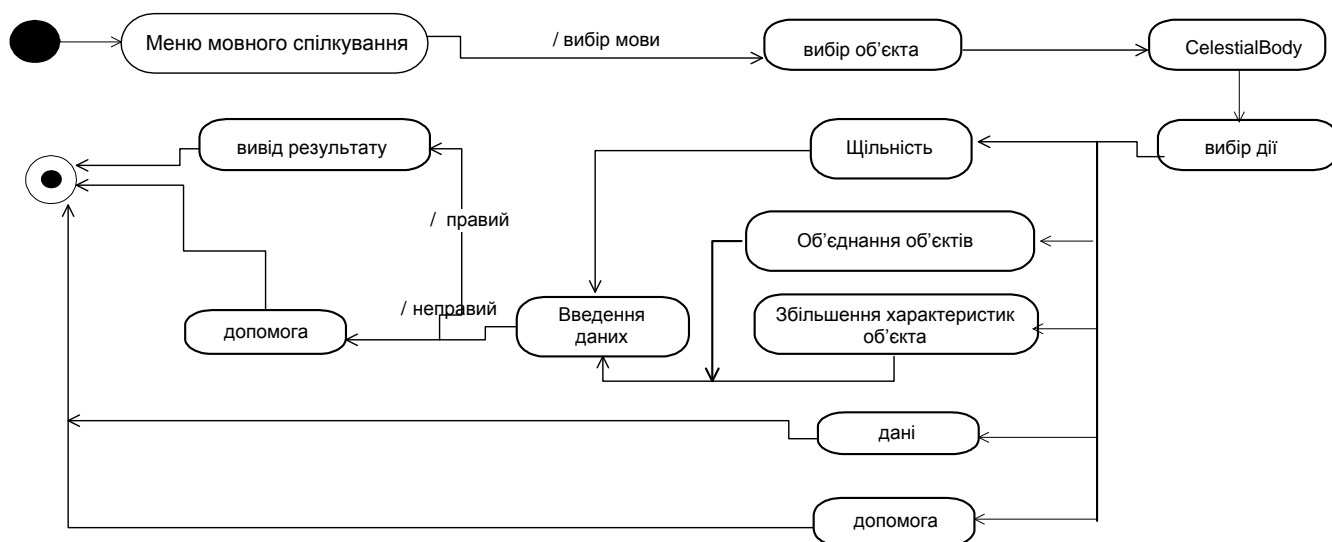 Меню мовного спілкування
/ вибір мови
вибір об’єкта
CelestialBody
вивід результату
Щільність
вибір дії
/ правий
Об’єднання об’єктів
/ неправий
допомога
Введення
даних
Збільшення характеристик
об’єкта
дані
допомога